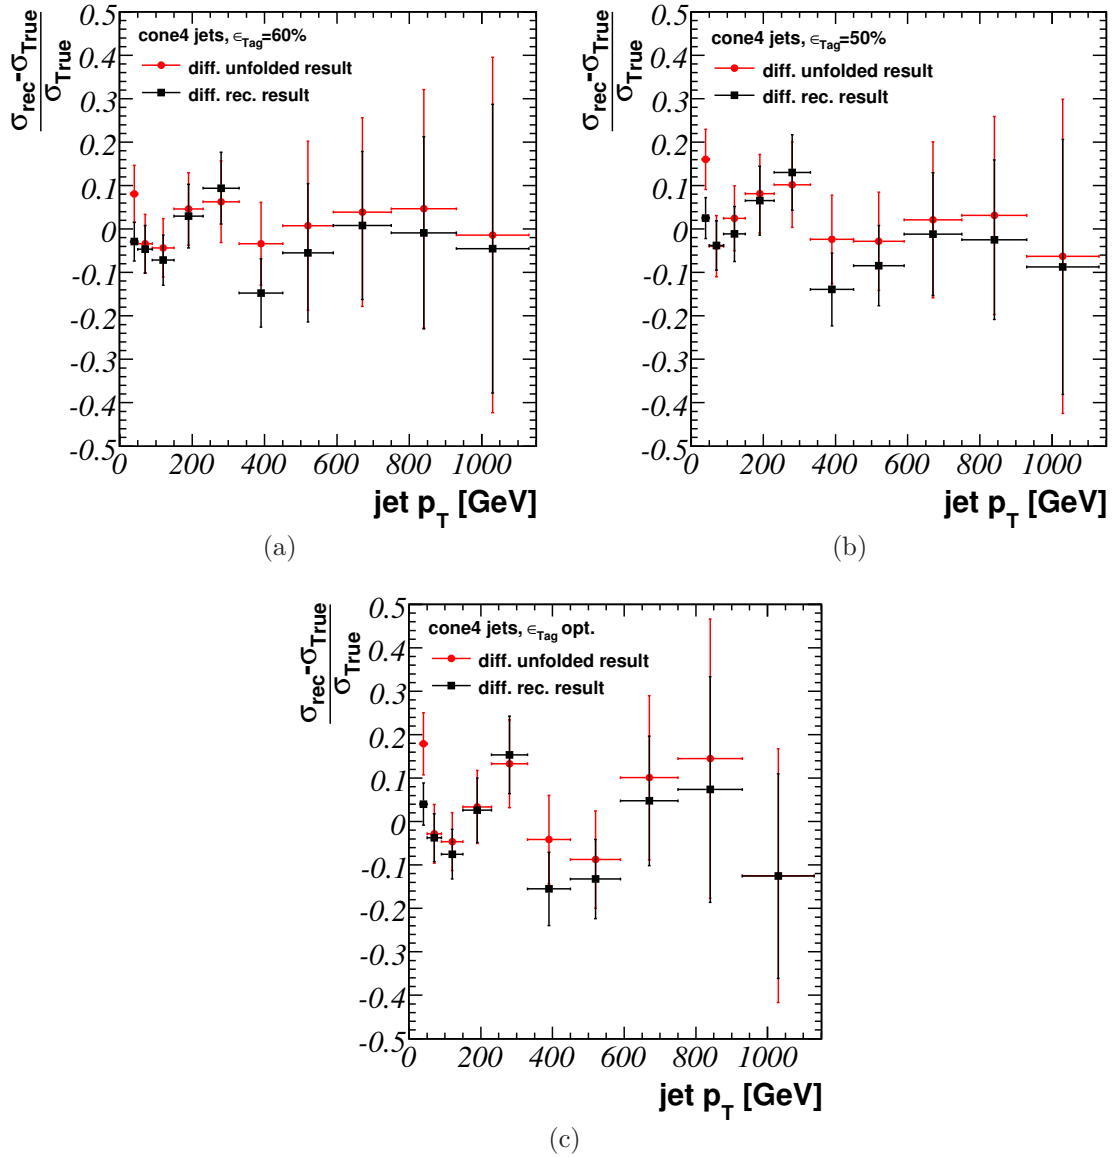 cone4 jets, ϵTag=60%
diff. unfolded result
diff. rec. result
σrec-σTrue
σTrue
0.5
0.4
0.3
0.2
0.1
0
-0.1
-0.2
-0.3
-0.4
-0.5
0 200 400 600 800 1000
jet pT [GeV]
(a)
cone4 jets, ϵTag=50%
diff. unfolded result
diff. rec. result
σrec-σTrue
σTrue
0.5
0.4
0.3
0.2
0.1
0
-0.1
-0.2
-0.3
-0.4
-0.5
0 200 400 600 800 1000
jet pT [GeV]
(b)
cone4 jets, ϵTag opt.
diff. unfolded result
diff. rec. result
σrec-σTrue
σTrue
0.5
0.4
0.3
0.2
0.1
0
-0.1
-0.2
-0.3
-0.4
-0.5
0 200 400 600 800 1000
jet pT [GeV]
(c)